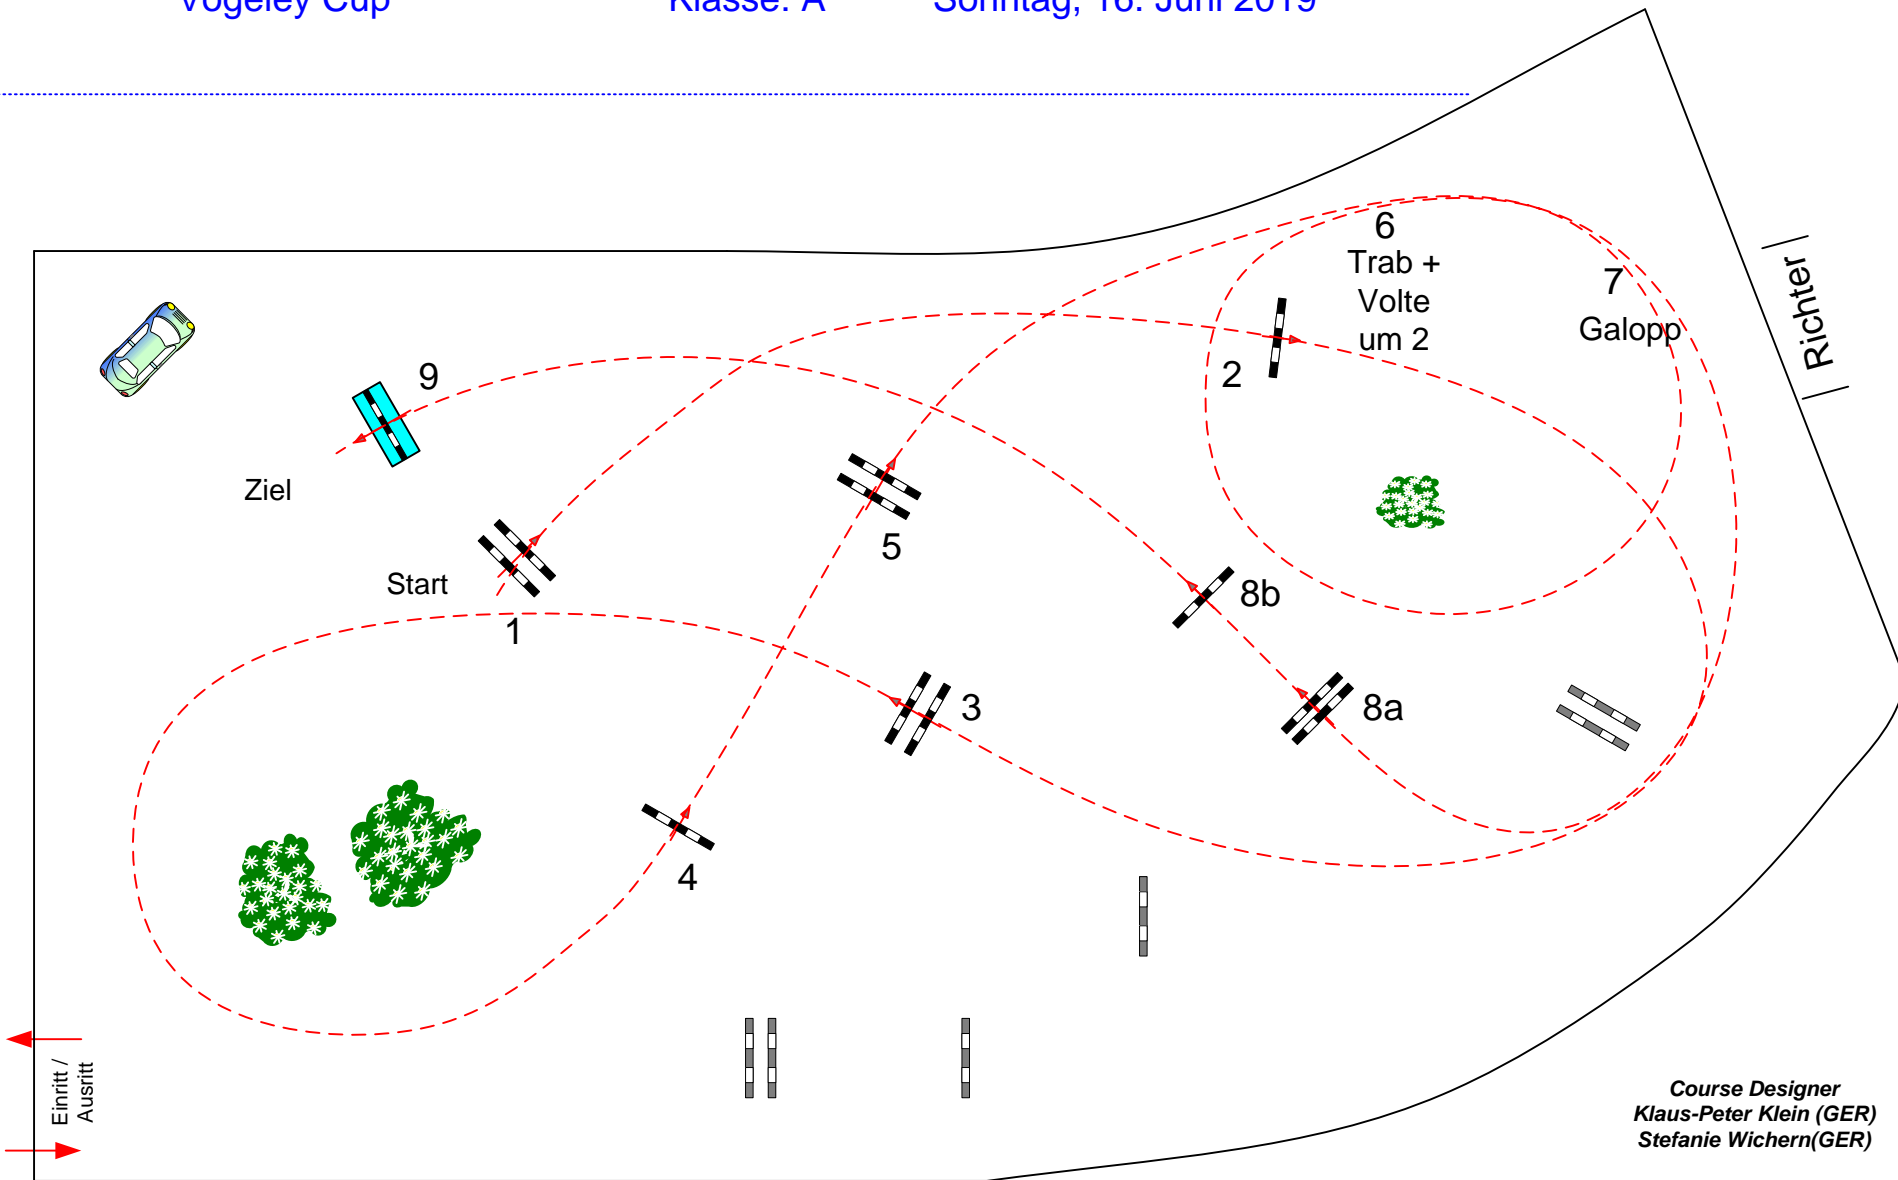 Vogeley Cup Klasse: A Sonntag, 16. Juni 2019
6
Trab +
Volte
um 2
7
Galopp
Richter
2
9
Ziel
Start
1
5
8b
8a
3
4
Einritt /
Ausritt
Course Designer
Klaus-Peter Klein (GER)
Stefanie Wichern(GER)